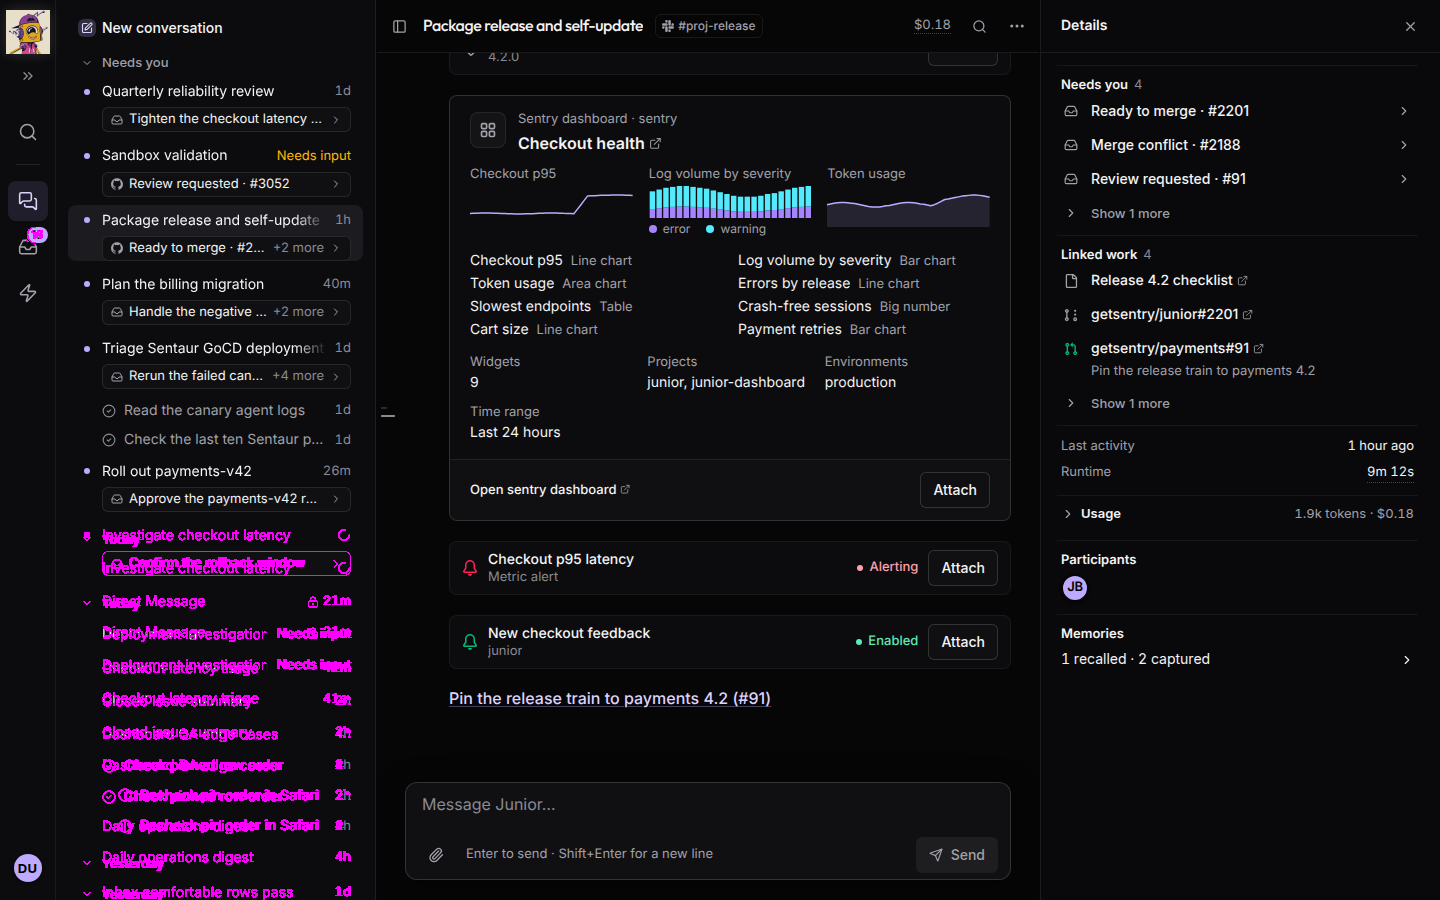 New conversation
Needs you
Quarterly reliability review 1d
Tighten the checkout latency ...
Sandbox validation Needs input
Review requested · #3052
Package release and self-update 1h
Ready to merge · #2... +2 more
Plan the billing migration 40m
Handle the negative ... +2 more
Triage Sentaur GoCD deployment 1d
Rerun the failed can... +4 more
Read the canary agent logs 1d
Check the last ten Sentaur p... 1d
Roll out payments-v42 26m
Approve the payments-v42 r...
Investigate checkout latency
Direct Message 21m
Daily operations digest 4h
Yesterday
DU
Package release and self-update #proj-release $0.18
4.2.0
Sentry dashboard · sentry
Checkout health
Checkout p95 Log volume by severity Token usage
error warning
Checkout p95 Line chart Log volume by severity Bar chart
Token usage Area chart Errors by release Line chart
Slowest endpoints Table Crash-free sessions Big number
Cart size Line chart Payment retries Bar chart
Widgets Projects Environments
9 junior, junior-dashboard production
Time range
Last 24 hours
Open sentry dashboard Attach
Checkout p95 latency
Metric alert
Alerting Attach
New checkout feedback
junior
Enabled Attach
Pin the release train to payments 4.2 (#91)
Message Junior...
Enter to send · Shift+Enter for a new line Send
Details
Needs you 4
Ready to merge · #2201
Merge conflict · #2188
Review requested · #91
Show 1 more
Linked work 4
Release 4.2 checklist
getsentry/junior#2201
getsentry/payments#91
Pin the release train to payments 4.2
Show 1 more
Last activity 1 hour ago
Runtime 9m 12s
Usage 1.9k tokens · $0.18
Participants
JB
Memories
1 recalled · 2 captured